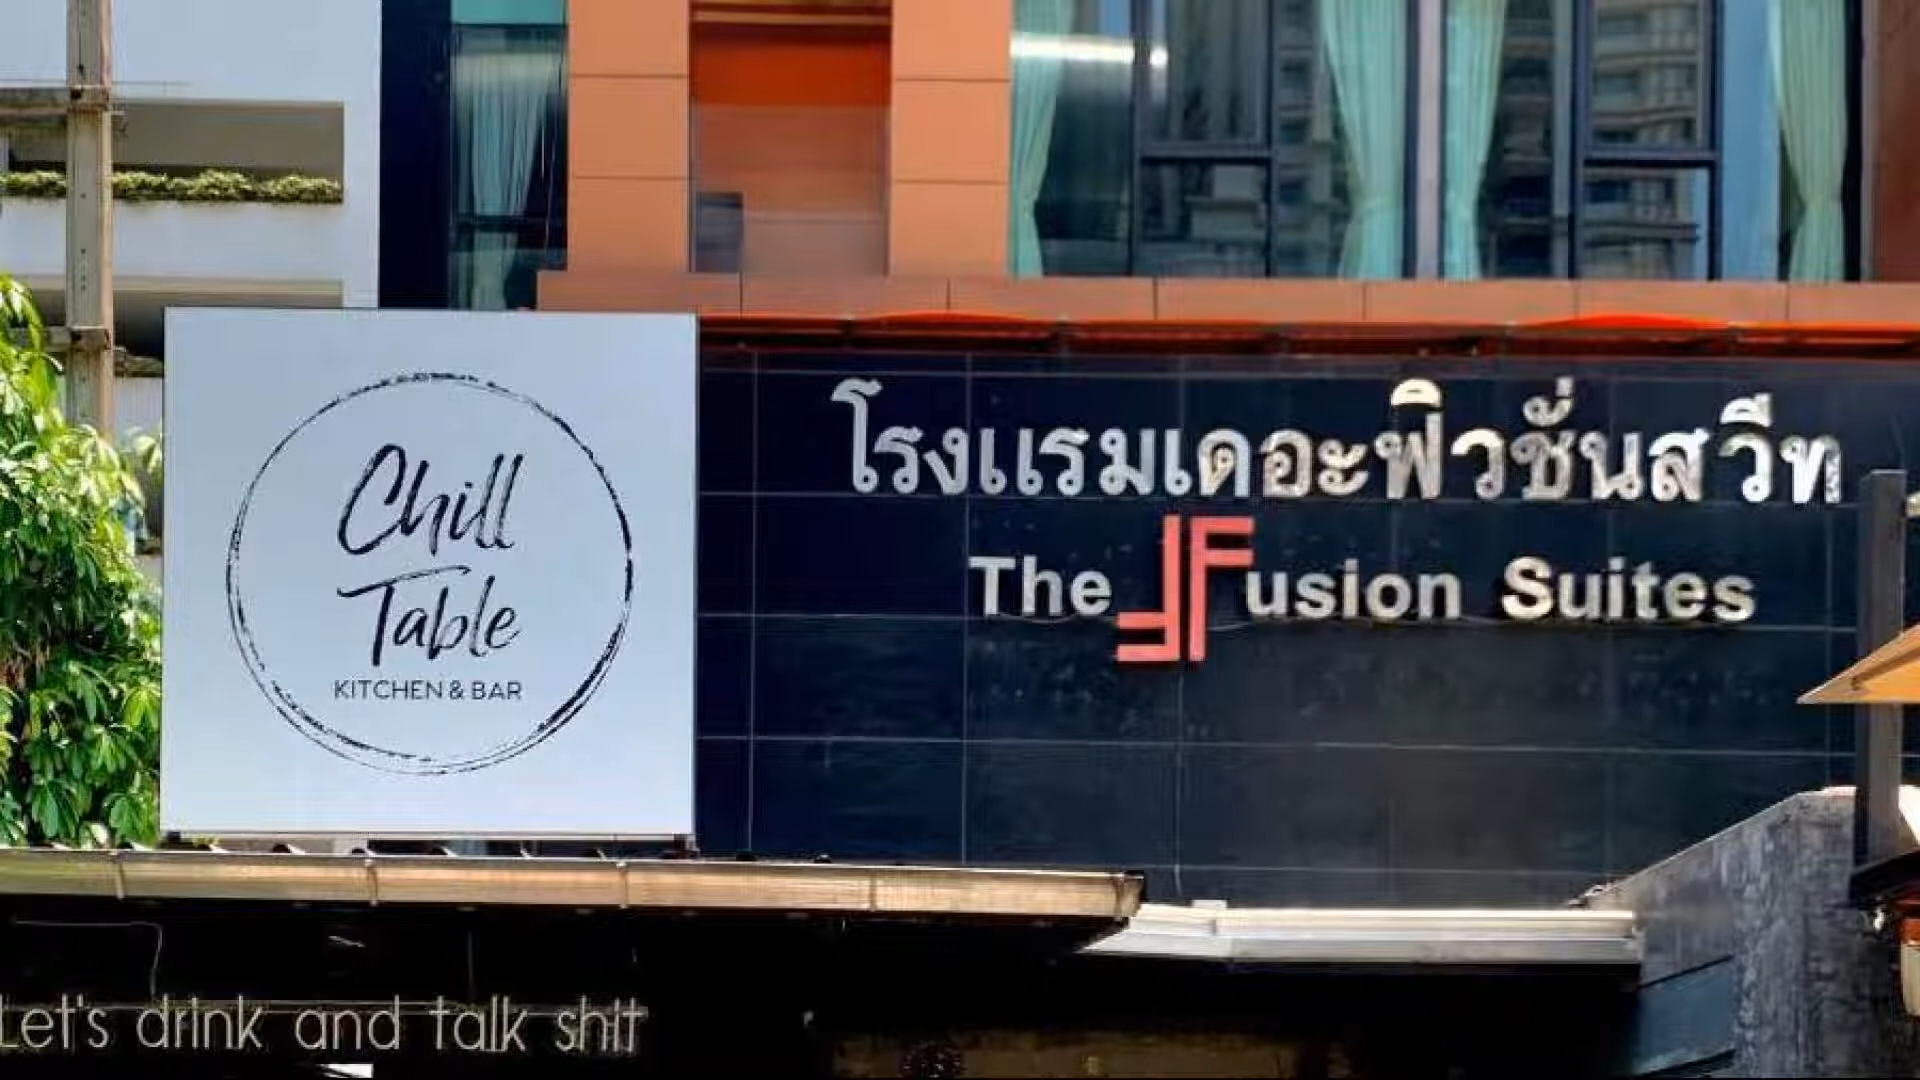 Chill
Table
KITCHEN & BAR
โรงแรมเดอะฟิวชั่นสวีท
The Fusion Suites
Let's drink and talk shit